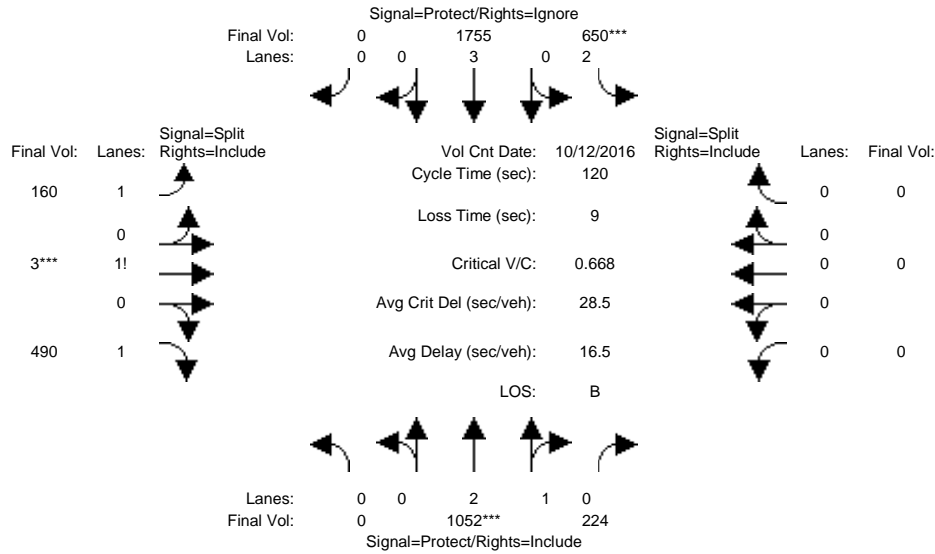 Signal=Protect/Rights=Ignore
Final Vol: 0 1755 650***
Lanes: 0 0 3 0 2
Signal=Split
Final Vol: Lanes: Rights=Include
Vol Cnt Date: 10/12/2016
Signal=Split
Rights=Include Lanes: Final Vol:
Cycle Time (sec): 120
160 1
0 0
Loss Time (sec): 9
0
0
3*** 1!
Critical V/C: 0.668
0 0
0
Avg Crit Del (sec/veh): 28.5
0
490 1
Avg Delay (sec/veh): 16.5
0 0
LOS: B
Lanes: 0 0 2 1 0
Final Vol: 0 1052*** 224
Signal=Protect/Rights=Include